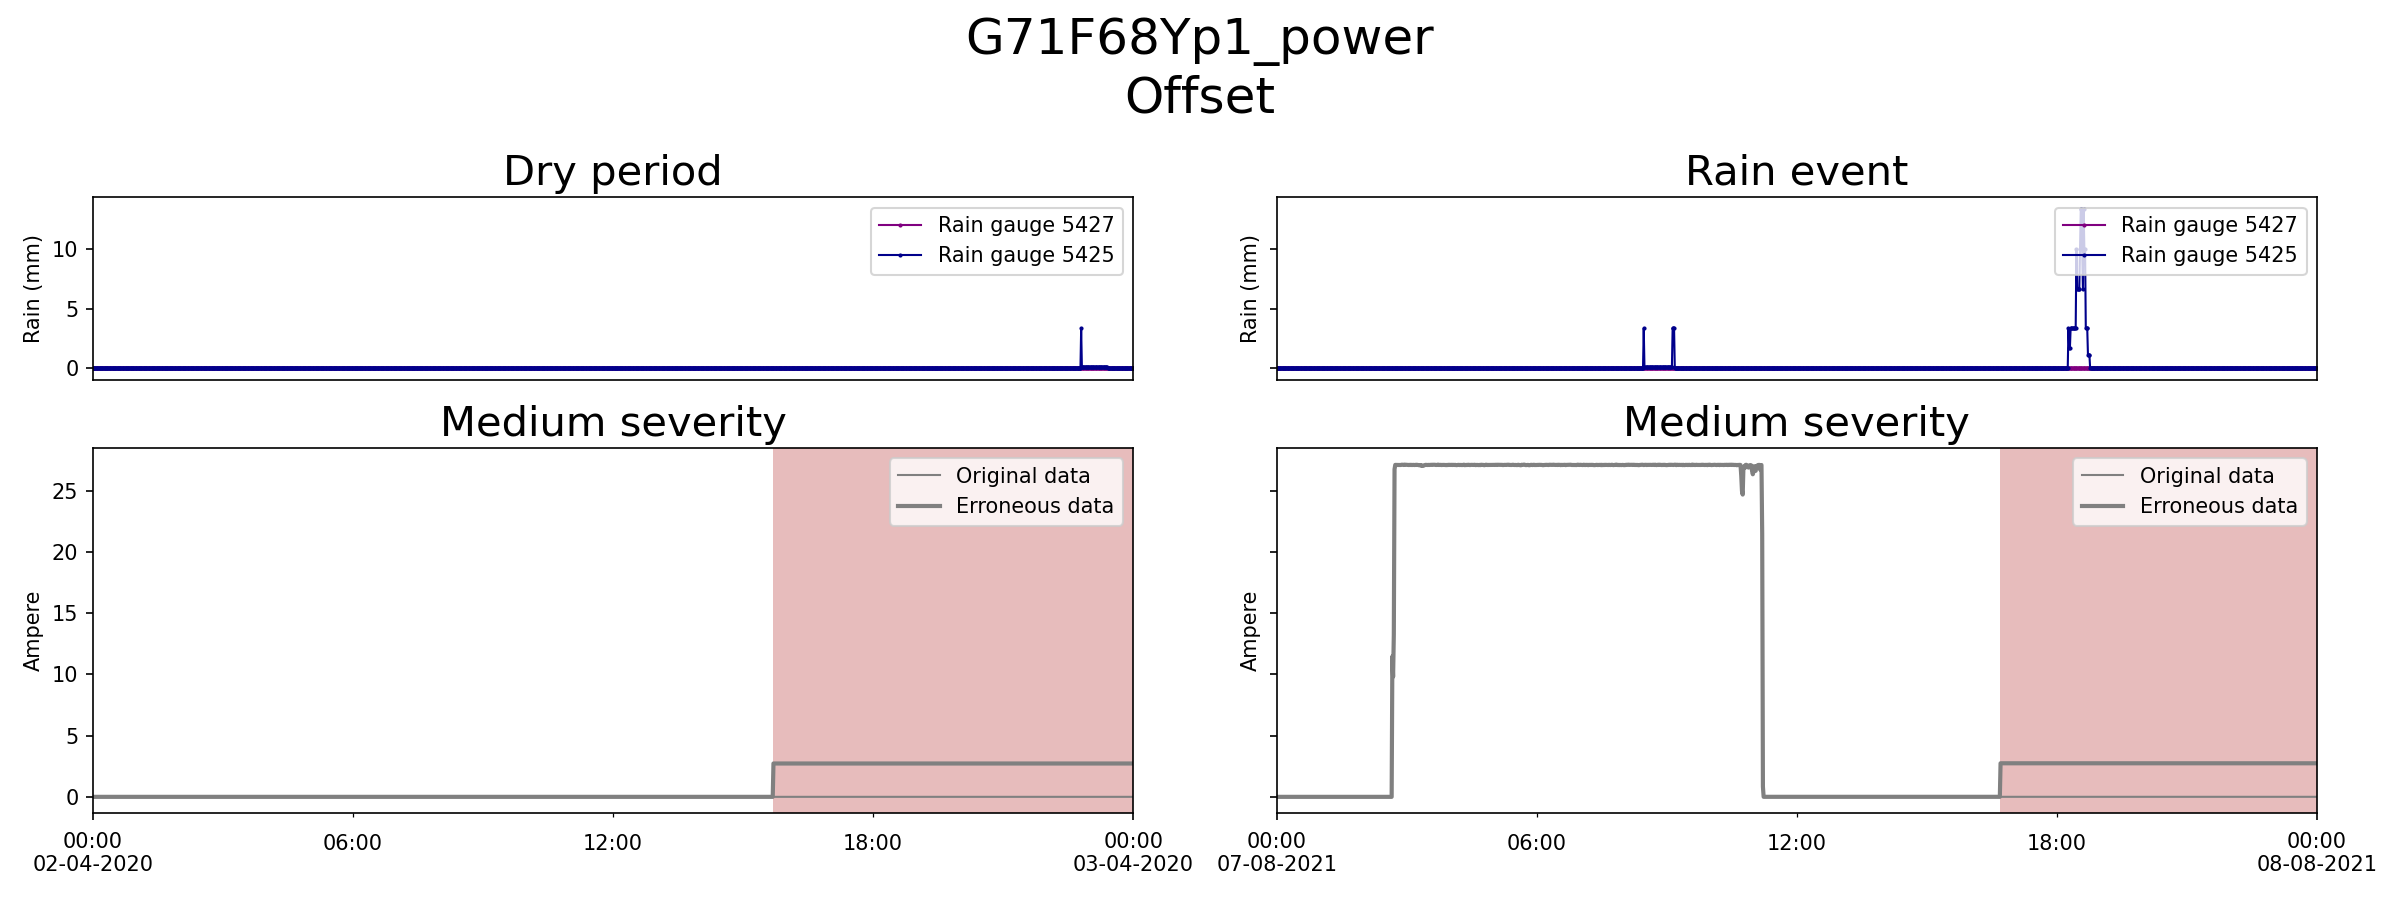 G71F68Yp1_power
Offset
Dry period
Rain (mm)
10
5
0
Rain gauge 5427
Rain gauge 5425
Rain event
Rain (mm)
Rain gauge 5427
Rain gauge 5425
Medium severity
Ampere
25
20
15
10
5
0
Original data
Erroneous data
00:00
02-04-2020
06:00
12:00
18:00
00:00
03-04-2020
Medium severity
Ampere
Original data
Erroneous data
00:00
07-08-2021
06:00
12:00
18:00
00:00
08-08-2021